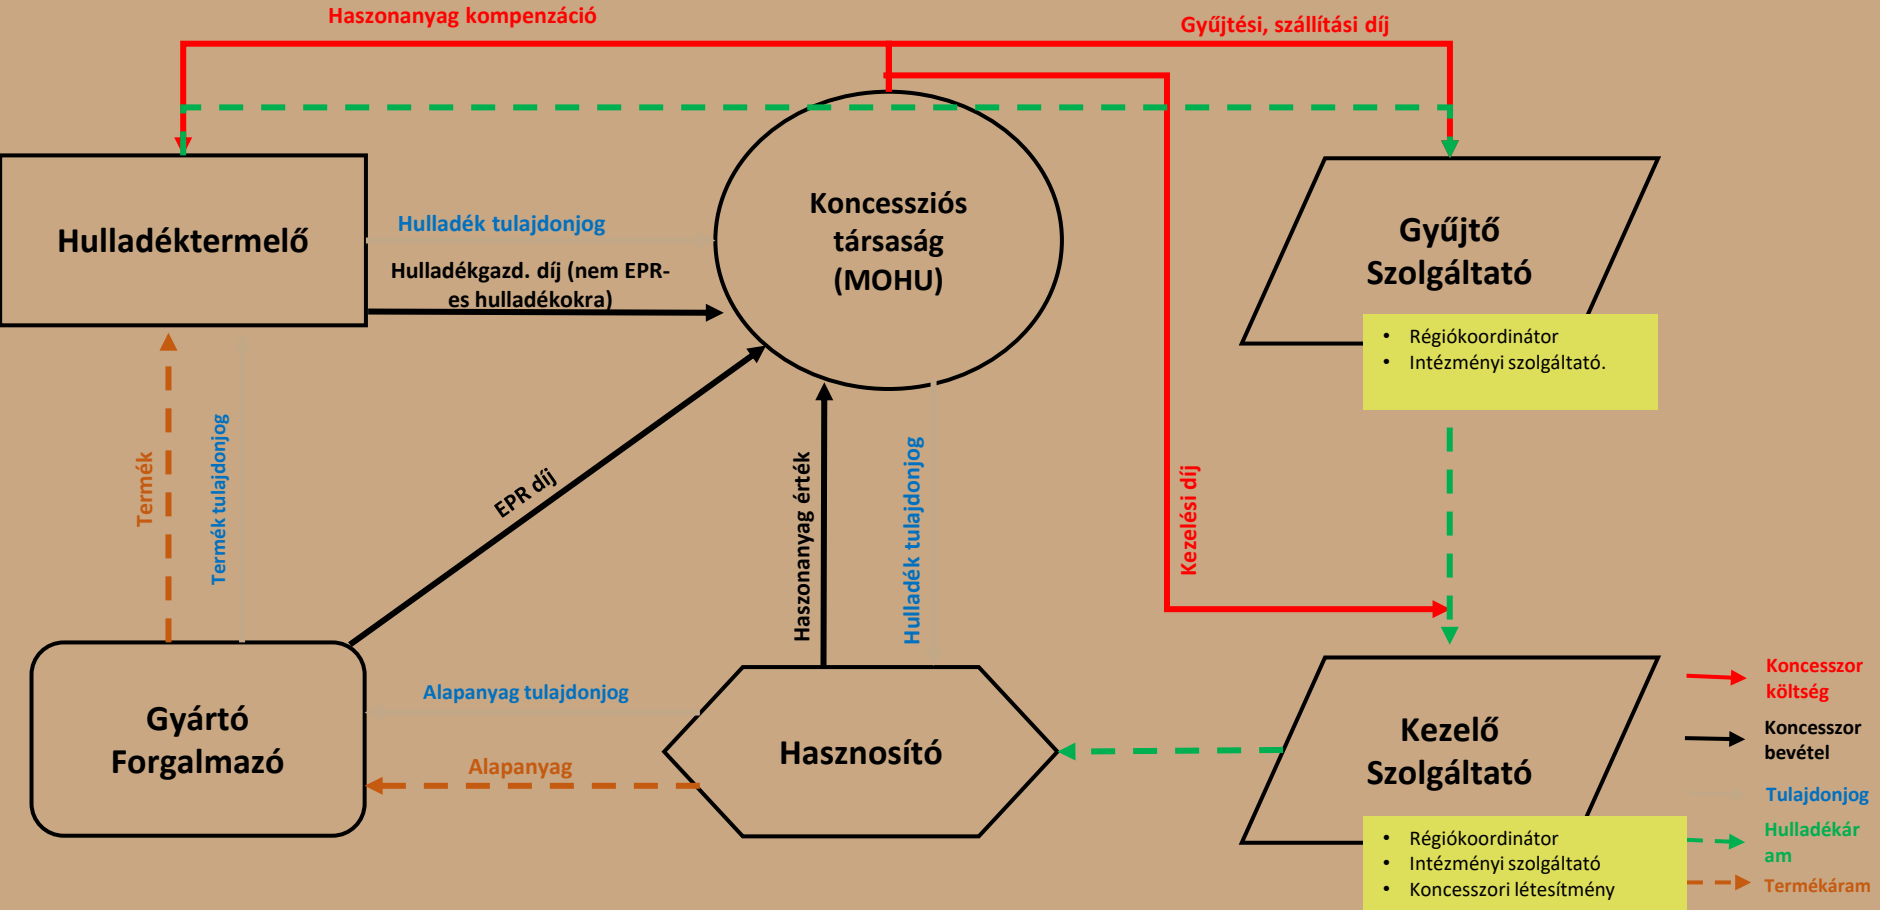 Haszonanyag kompenzáció
Gyűjtési, szállítási díj
Hulladéktermelő
Hulladék tulajdonjog
Hulladékgazd. díj (nem EPR-
es hulladékokra)
Koncessziós
társaság
(MOHU)
Gyűjtő
Szolgáltató
• Régiókoordinátor
• Intézményi szolgáltató.
Termék
Termék tulajdonjog
EPR díj
Haszonanyag érték
Hulladék tulajdonjog
Kezelési díj
Gyártó
Forgalmazó
Alapanyag tulajdonjog
Alapanyag
Hasznosító
Kezelő
Szolgáltató
• Régiókoordinátor
• Intézményi szolgáltató
• Koncesszori létesítmény
Koncesszor
költség
Koncesszor
bevétel
Tulajdonjog
Hulladékár
am
Termékáram